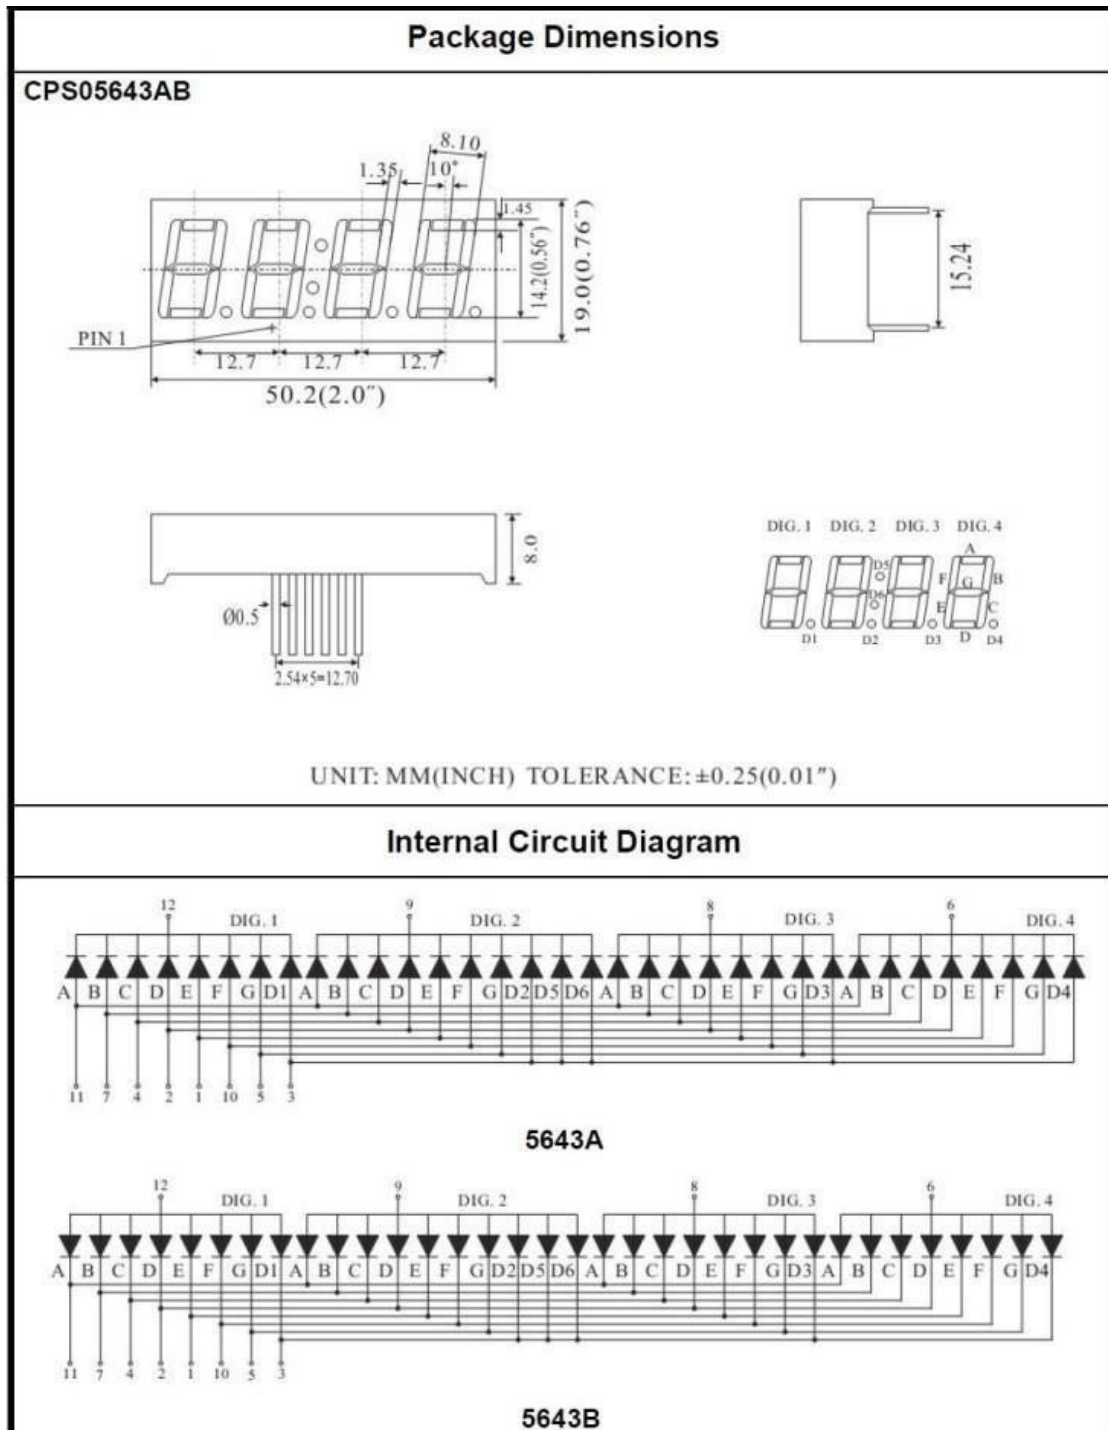 Package Dimensions
CPS05643AB
8.10
1.35 10°
1.45
14.2(0.56")
19.0(0.76")
15.24
PIN 1
12.7 12.7 12.7
50.2(2.0")
8.0
Ø0.5
2.54×5=12.70
DIG. 1 DIG. 2 DIG. 3 DIG. 4
A
D5 F G B
D6 E C
D1 D2 D3 D D4
UNIT: MM(INCH) TOLERANCE: ±0.25(0.01")
Internal Circuit Diagram
12 9 8 6
DIG. 1 DIG. 2 DIG. 3 DIG. 4
A B C D E F G D1 A B C D E F G D2 D5 D6 A B C D E F G D3 A B C D E F G D4
11 7 4 2 1 10 5 3
5643A
12 9 8 6
DIG. 1 DIG. 2 DIG. 3 DIG. 4
A B C D E F G D1 A B C D E F G D2 D5 D6 A B C D E F G D3 A B C D E F G D4
11 7 4 2 1 10 5 3
5643B